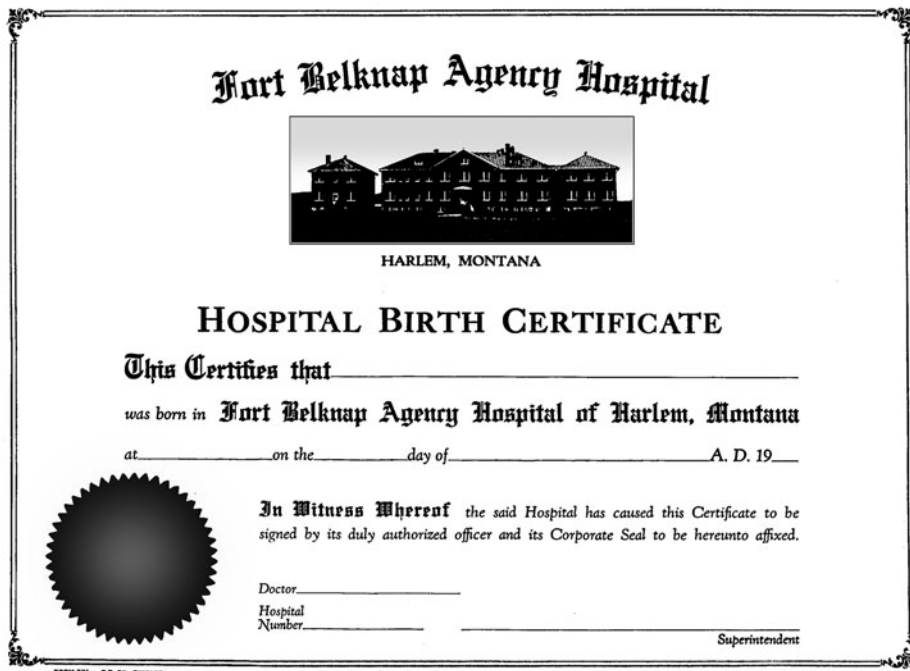 Fort Belknap Agency Hospital
HARLEM, MONTANA
HOSPITAL BIRTH CERTIFICATE
This Certifies that
was born in Fort Belknap Agency Hospital of Harlem, Montana
at on the day of A. D. 19
In Witness Whereof the said Hospital has caused this Certificate to be
signed by its duly authorized officer and its Corporate Seal to be hereunto affixed.
Doctor
Hospital
Number
Superintendent